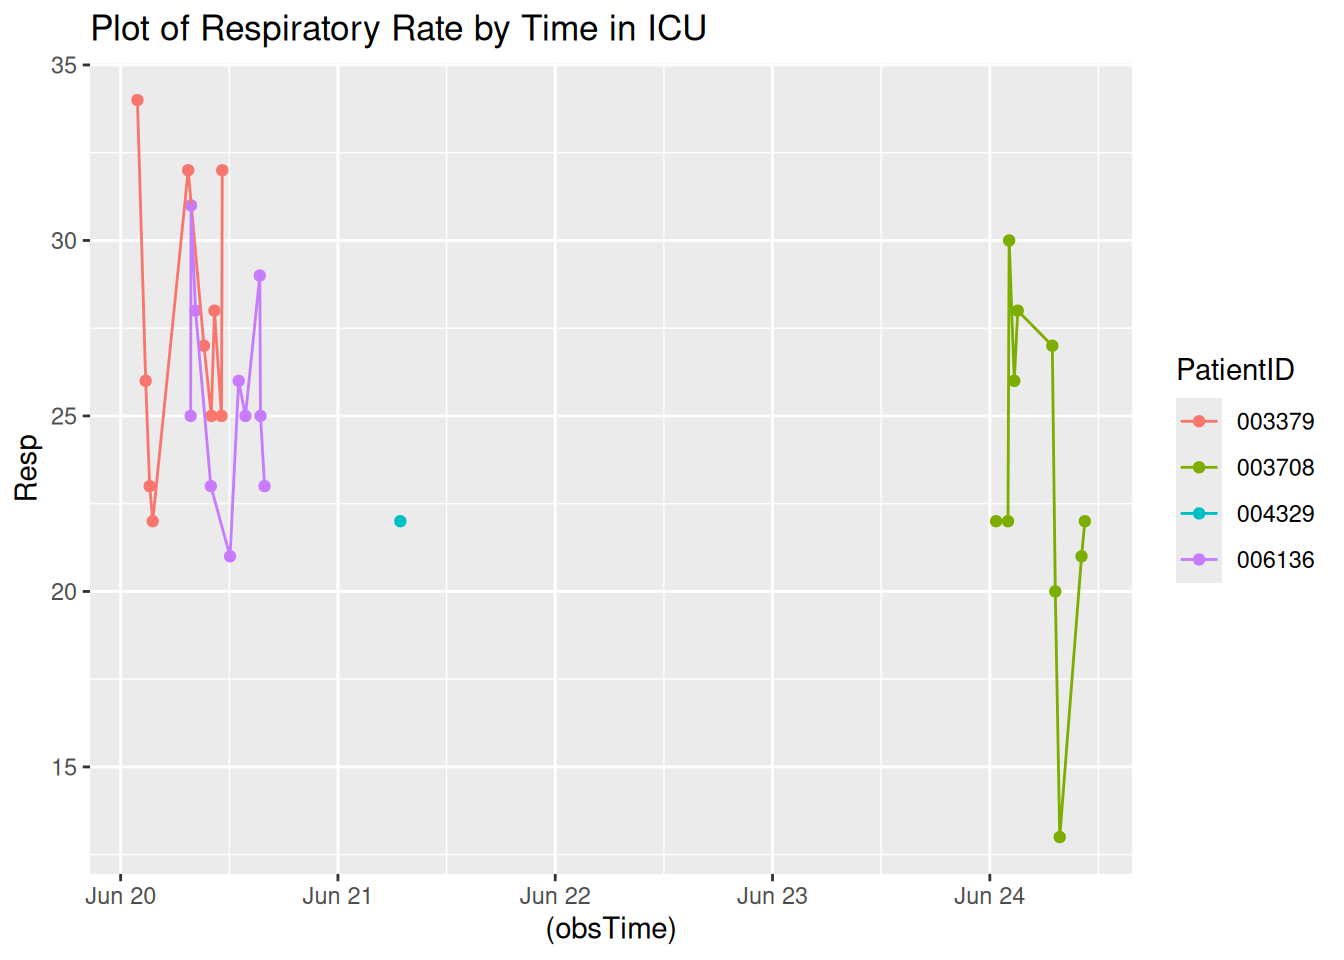 Plot of Respiratory Rate by Time in ICU
35
30
25
20
15
Resp
Jun 20
Jun 21
Jun 22
Jun 23
Jun 24
(obsTime)
PatientID
003379
003708
004329
006136